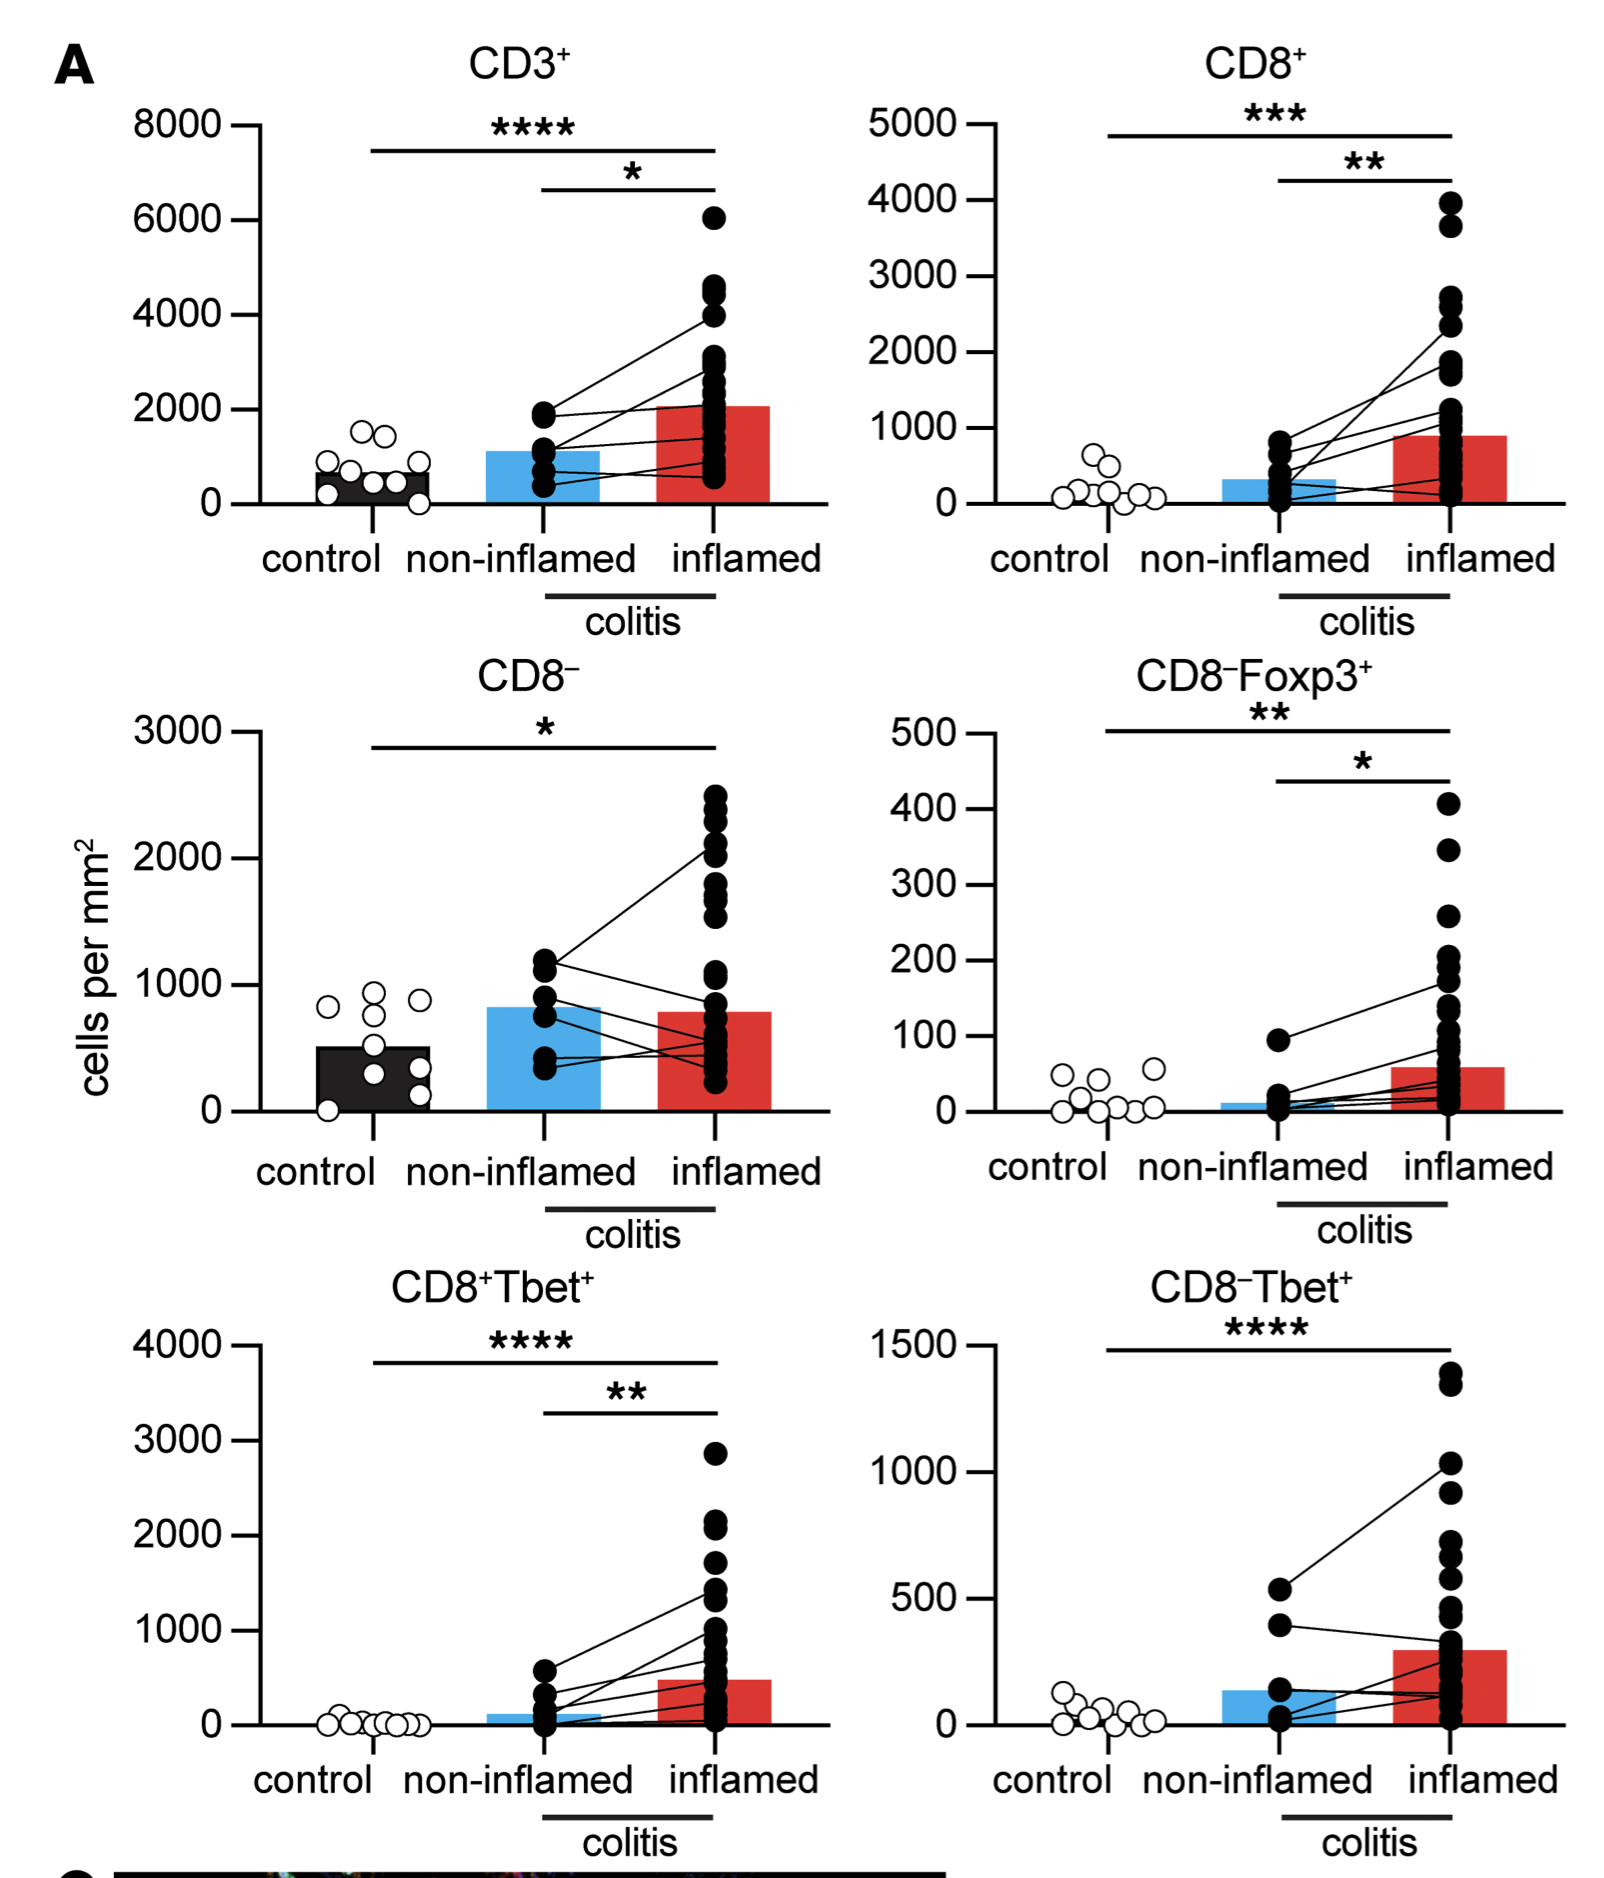 A
CD3+
CD8+
8000
6000
4000
2000
0
****
*
control non-inflamed inflamed
colitis
5000
4000
3000
2000
1000
0
***
**
control non-inflamed inflamed
colitis
cells per mm2
CD8–
3000
2000
1000
0
*
control non-inflamed inflamed
colitis
CD8–Foxp3+
500
400
300
200
100
0
**
*
control non-inflamed inflamed
colitis
CD8+Tbet+
4000
3000
2000
1000
0
****
**
control non-inflamed inflamed
colitis
CD8–Tbet+
1500
1000
500
0
****
control non-inflamed inflamed
colitis